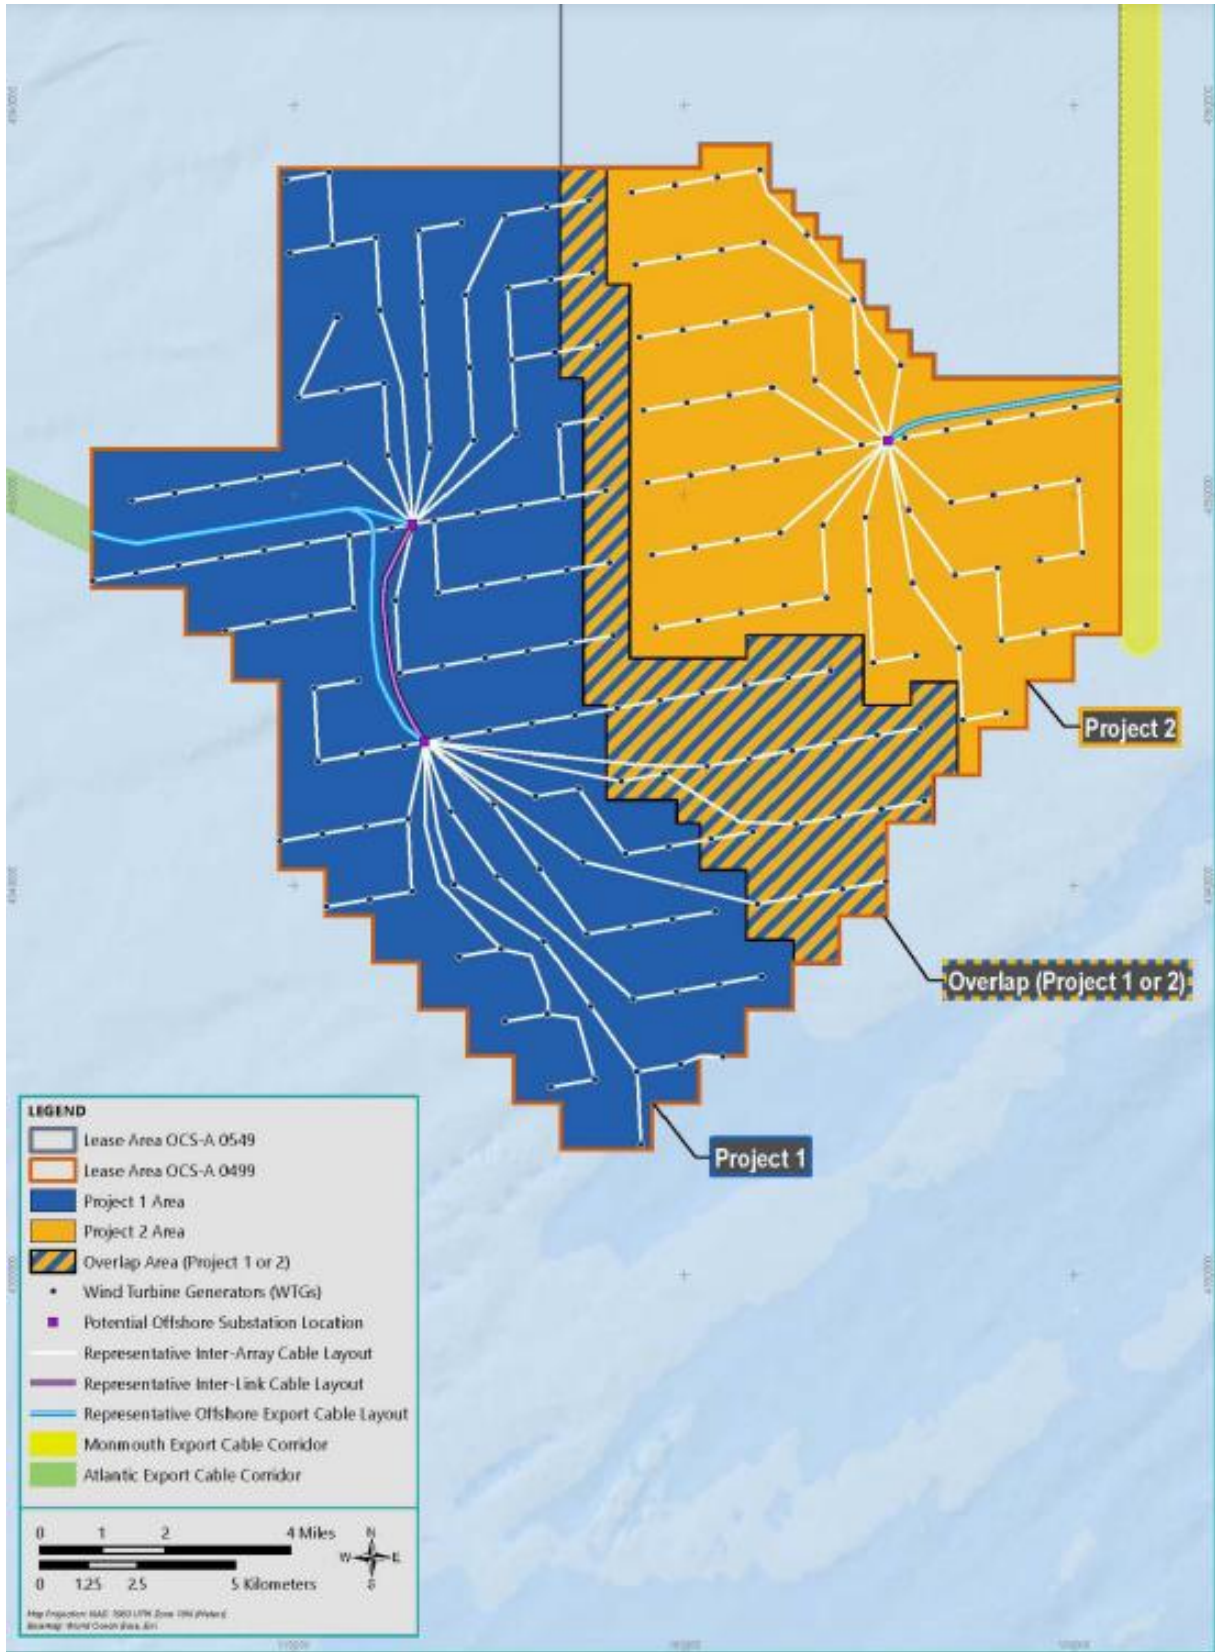 Project 2
Overlap (Project 1 or 2)
Project 1
LEGEND
Lease Area OCS-A 0549
Lease Area OCS-A 0499
Project 1 Area
Project 2 Area
Overlap Area (Project 1 or 2)
Wind Turbine Generators (WTGs)
Potential Offshore Substation Location
Representative Inter-Array Cable Layout
Representative Inter-Link Cable Layout
Representative Offshore Export Cable Layout
Monmouth Export Cable Corridor
Atlantic Export Cable Corridor
0 1 2 4 Miles
0 1.25 2.5 5 Kilometers
N
W E
S